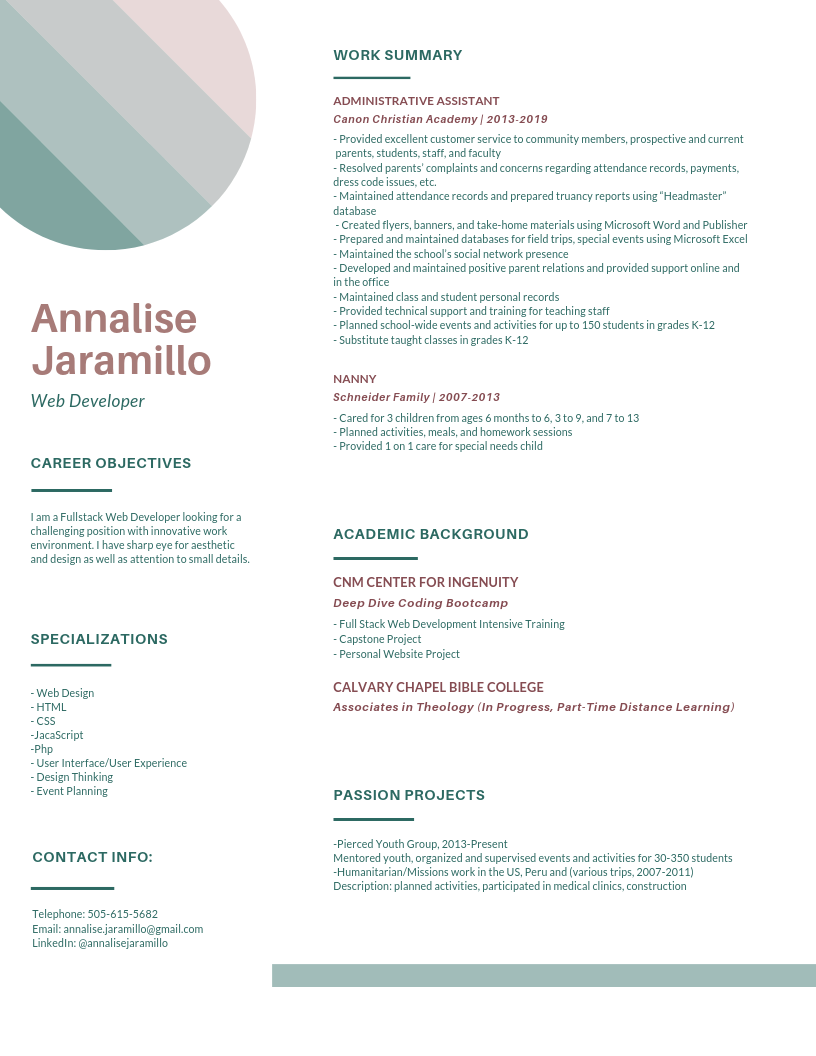 Annalise
Jaramillo
Web Developer
CAREER OBJECTIVES
I am a Fullstack Web Developer looking for a
challenging position with innovative work
environment. I have sharp eye for aesthetic
and design as well as attention to small details.
SPECIALIZATIONS
- Web Design
- HTML
- CSS
-JacaScript
-Php
- User Interface/User Experience
- Design Thinking
- Event Planning
CONTACT INFO:
Telephone: 505-615-5682
Email: annalise.jaramillo@gmail.com
LinkedIn: @annalisejaramillo
WORK SUMMARY
ADMINISTRATIVE ASSISTANT
Canon Christian Academy | 2013-2019
- Provided excellent customer service to community members, prospective and current
parents, students, staff, and faculty
- Resolved parents' complaints and concerns regarding attendance records, payments,
dress code issues, etc.
- Maintained attendance records and prepared truancy reports using “Headmaster”
database
- Created flyers, banners, and take-home materials using Microsoft Word and Publisher
- Prepared and maintained databases for field trips, special events using Microsoft Excel
- Maintained the school's social network presence
- Developed and maintained positive parent relations and provided support online and
in the office
- Maintained class and student personal records
- Provided technical support and training for teaching staff
- Planned school-wide events and activities for up to 150 students in grades K-12
- Substitute taught classes in grades K-12
NANNY
Schneider Family | 2007-2013
- Cared for 3 children from ages 6 months to 6, 3 to 9, and 7 to 13
- Planned activities, meals, and homework sessions
- Provided 1 on 1 care for special needs child
ACADEMIC BACKGROUND
CNM CENTER FOR INGENUITY
Deep Dive Coding Bootcamp
- Full Stack Web Development Intensive Training
- Capstone Project
- Personal Website Project
CALVARY CHAPEL BIBLE COLLEGE
Associates in Theology (In Progress, Part-Time Distance Learning)
PASSION PROJECTS
-Pierced Youth Group, 2013-Present
Mentored youth, organized and supervised events and activities for 30-350 students
-Humanitarian/Missions work in the US, Peru and (various trips, 2007-2011)
Description: planned activities, participated in medical clinics, construction